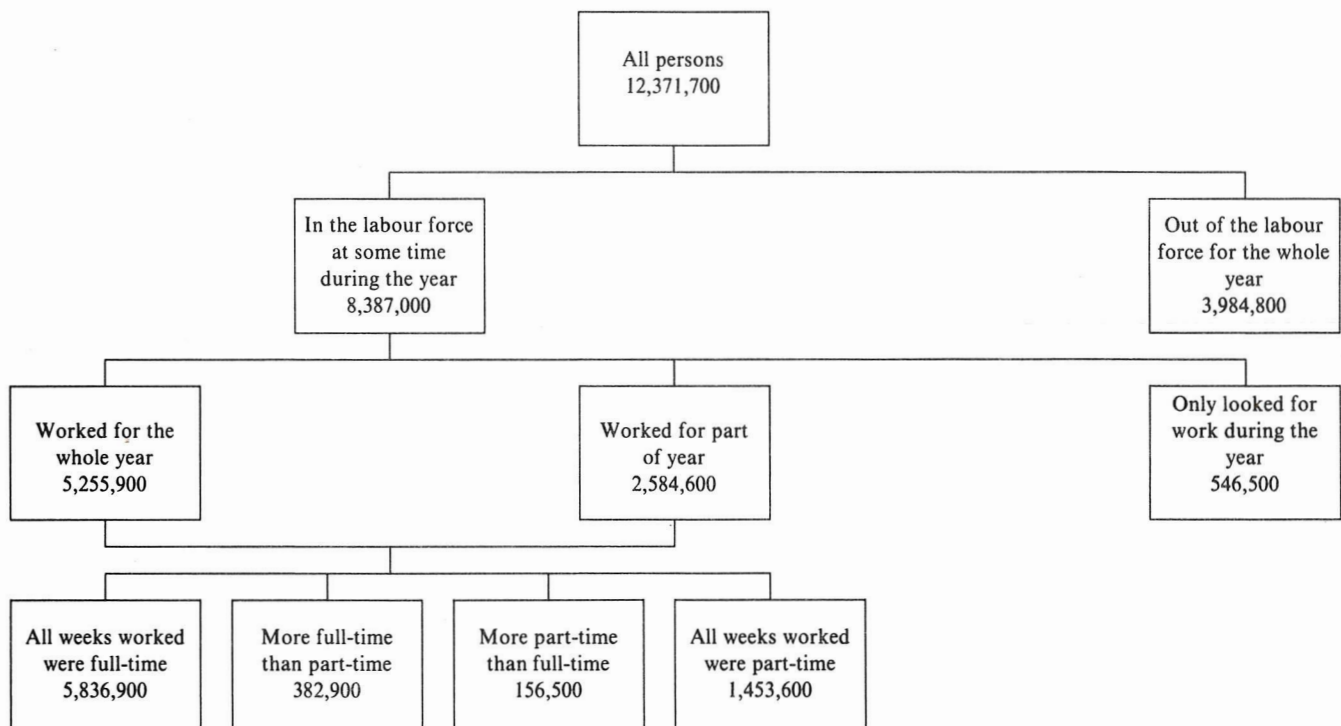 All persons
12,371,700
In the labour force
at some time
during the year
8,387,000
Out of the labour
force for the whole
year
3,984,800
Worked for the
whole year
5,255,900
Worked for part
of year
2,584,600
Only looked for
work during the
year
546,500
All weeks worked
were full-time
5,836,900
More full-time
than part-time
382,900
More part-time
than full-time
156,500
All weeks worked
were part-time
1,453,600